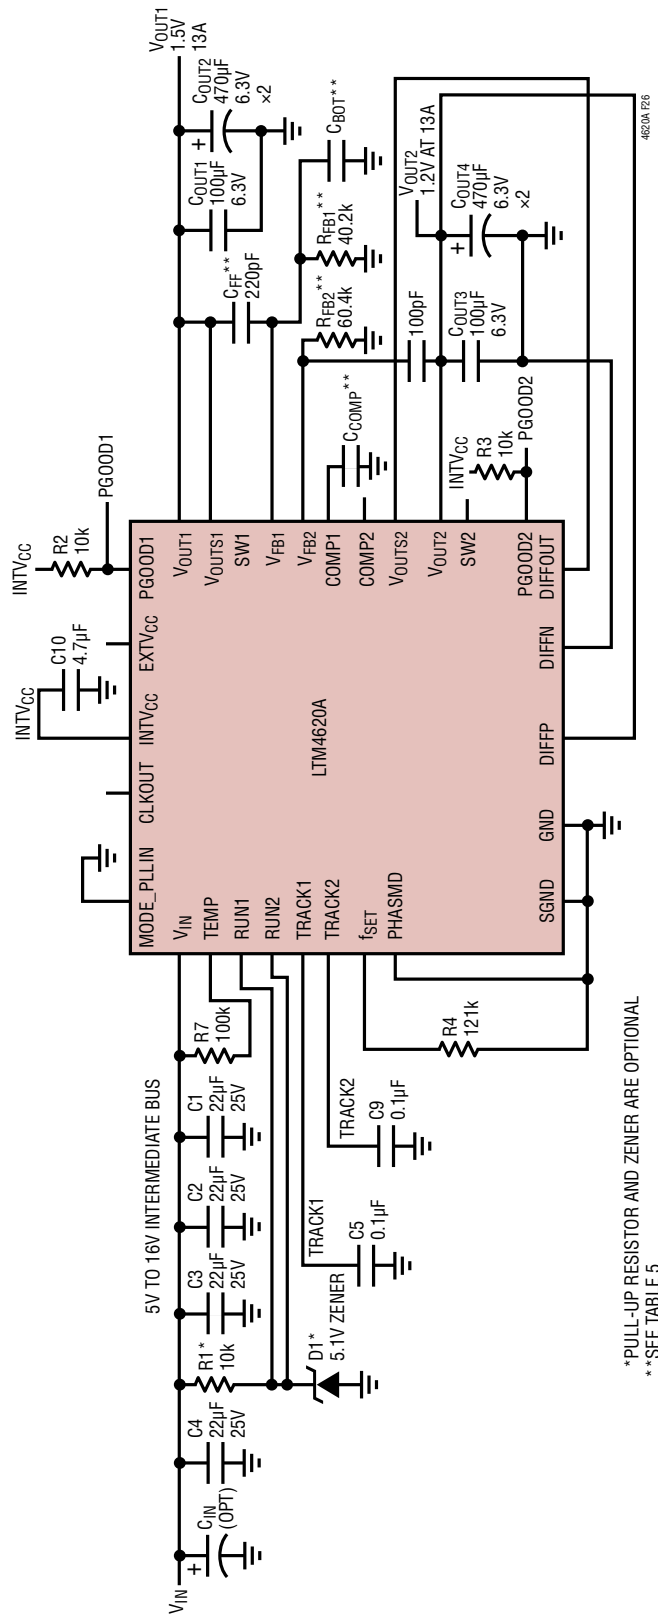 VIN
CIN
(OPT)
+
C4
22µF
25V
R1*
10k
C3
22µF
25V
C2
22µF
25V
C1
22µF
25V
5V TO 16V INTERMEDIATE BUS
R7
100k
D1*
5.1V ZENER
TRACK1
C5
0.1µF
TRACK2
C9
0.1µF
R4
121k
MODE_PLLIN
CLKOUT
INTVCC
EXTVCC
PGOOD1
VIN
TEMP
RUN1
RUN2
TRACK1
TRACK2
fSET
PHASMD
LTM4620A
VOUT1
VOUTS1
SW1
VFB1
VFB2
COMP1
COMP2
VOUTS2
VOUT2
SW2
PGOOD2
DIFFOUT
SGND
GND
DIFFP
DIFFN
INTVCC
C10
4.7µF
INTVCC
R2
10k
PGOOD1
VOUT1
1.5V
13A
COUT1
100µF
6.3V
COUT2
470µF
6.3V
×2
+
CFF**
220pF
CBOT**
RFB1**
40.2k
RFB2**
60.4k
CCOMP**
100pF
COUT3
100µF
6.3V
VOUT2
1.2V AT 13A
COUT4
470µF
6.3V
×2
+
INTVCC
R3
10k
PGOOD2
4620A F26
*PULL-UP RESISTOR AND ZENER ARE OPTIONAL
**SEE TABLE 5